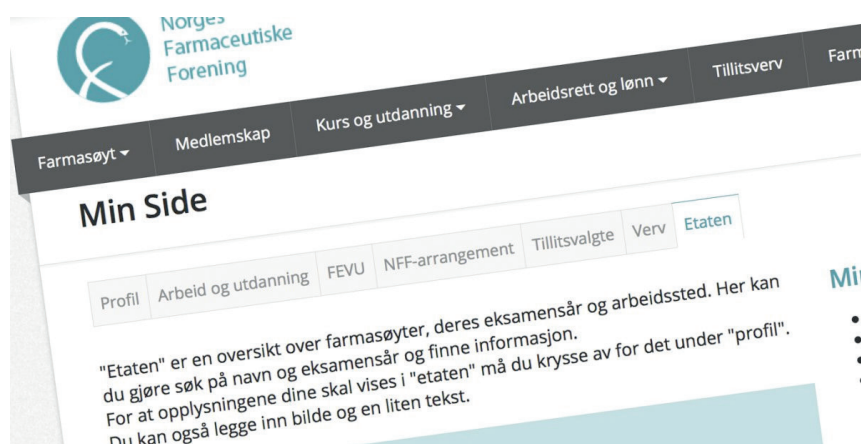 Norges
Farmaceutiske
Forening
Farmasøyt
Medlemskap
Kurs og utdanning
Arbeidsrett og lønn
Tillitsverv
Min Side
Profil
Arbeid og utdanning
FEVU
NFF-arrangement
Tillitsvalgte
Verv
Etaten
"Etaten" er en oversikt over farmasøyter, deres eksamensår og arbeidssted. Her kan
du gjøre søk på navn og eksamensår og finne informasjon.
For at opplysningene dine skal vises i "etaten" må du krysse av for det under "profil".
Du kan også legge inn bilde og en liten tekst.